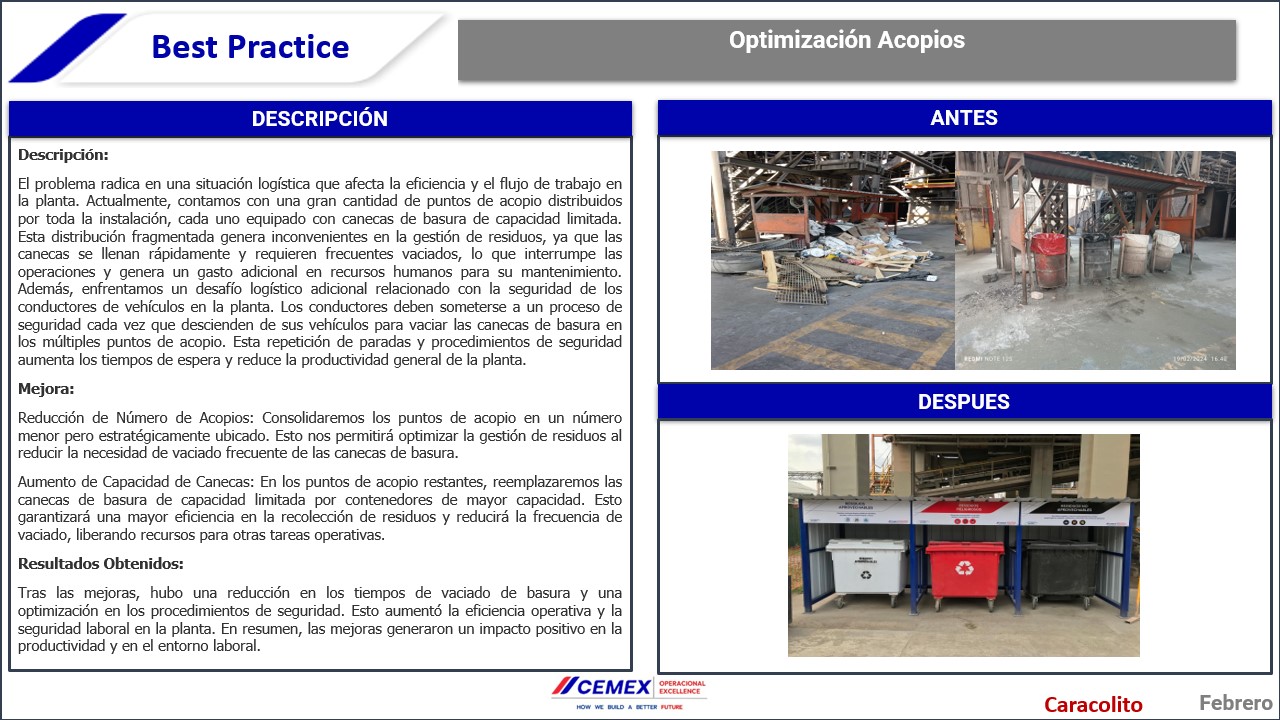 Best Practice
Optimización Acopios
DESCRIPCIÓN
Descripción:
El problema radica en una situación logística que afecta la eficiencia y el flujo de trabajo en
la planta. Actualmente, contamos con una gran cantidad de puntos de acopio distribuidos
por toda la instalación, cada uno equipado con canecas de basura de capacidad limitada.
Esta distribución fragmentada genera inconvenientes en la gestión de residuos, ya que las
canecas se llenan rápidamente y requieren frecuentes vaciados, lo que interrumpe las
operaciones y genera un gasto adicional en recursos humanos para su mantenimiento.
Además, enfrentamos un desafío logístico adicional relacionado con la seguridad de los
conductores de vehículos en la planta. Los conductores deben someterse a un proceso de
seguridad cada vez que descienden de sus vehículos para vaciar las canecas de basura en
los múltiples puntos de acopio. Esta repetición de paradas y procedimientos de seguridad
aumenta los tiempos de espera y reduce la productividad general de la planta.
Mejora:
Reducción de Número de Acopios: Consolidaremos los puntos de acopio en un número
menor pero estratégicamente ubicado. Esto nos permitirá optimizar la gestión de residuos al
reducir la necesidad de vaciado frecuente de las canecas de basura.
Aumento de Capacidad de Canecas: En los puntos de acopio restantes, reemplazaremos las
canecas de basura de capacidad limitada por contenedores de mayor capacidad. Esto
garantizará una mayor eficiencia en la recolección de residuos y reducirá la frecuencia de
vaciado, liberando recursos para otras tareas operativas.
Resultados Obtenidos:
Tras las mejoras, hubo una reducción en los tiempos de vaciado de basura y una
optimización en los procedimientos de seguridad. Esto aumentó la eficiencia operativa y la
seguridad laboral en la planta. En resumen, las mejoras generaron un impacto positivo en la
productividad y en el entorno laboral.
ANTES
REDMI NOTE 12S
19/02/2024 16:40
DESPUES
RESIDUOS
APROVECHABLES
RESIDUOS
PELIGROSOS
RESIDUOS NO
APROVECHABLES
CEMEX
OPERACIONAL
EXCELLENCE
HOW WE BUILD A BETTER FUTURE
Caracolito
Febrero